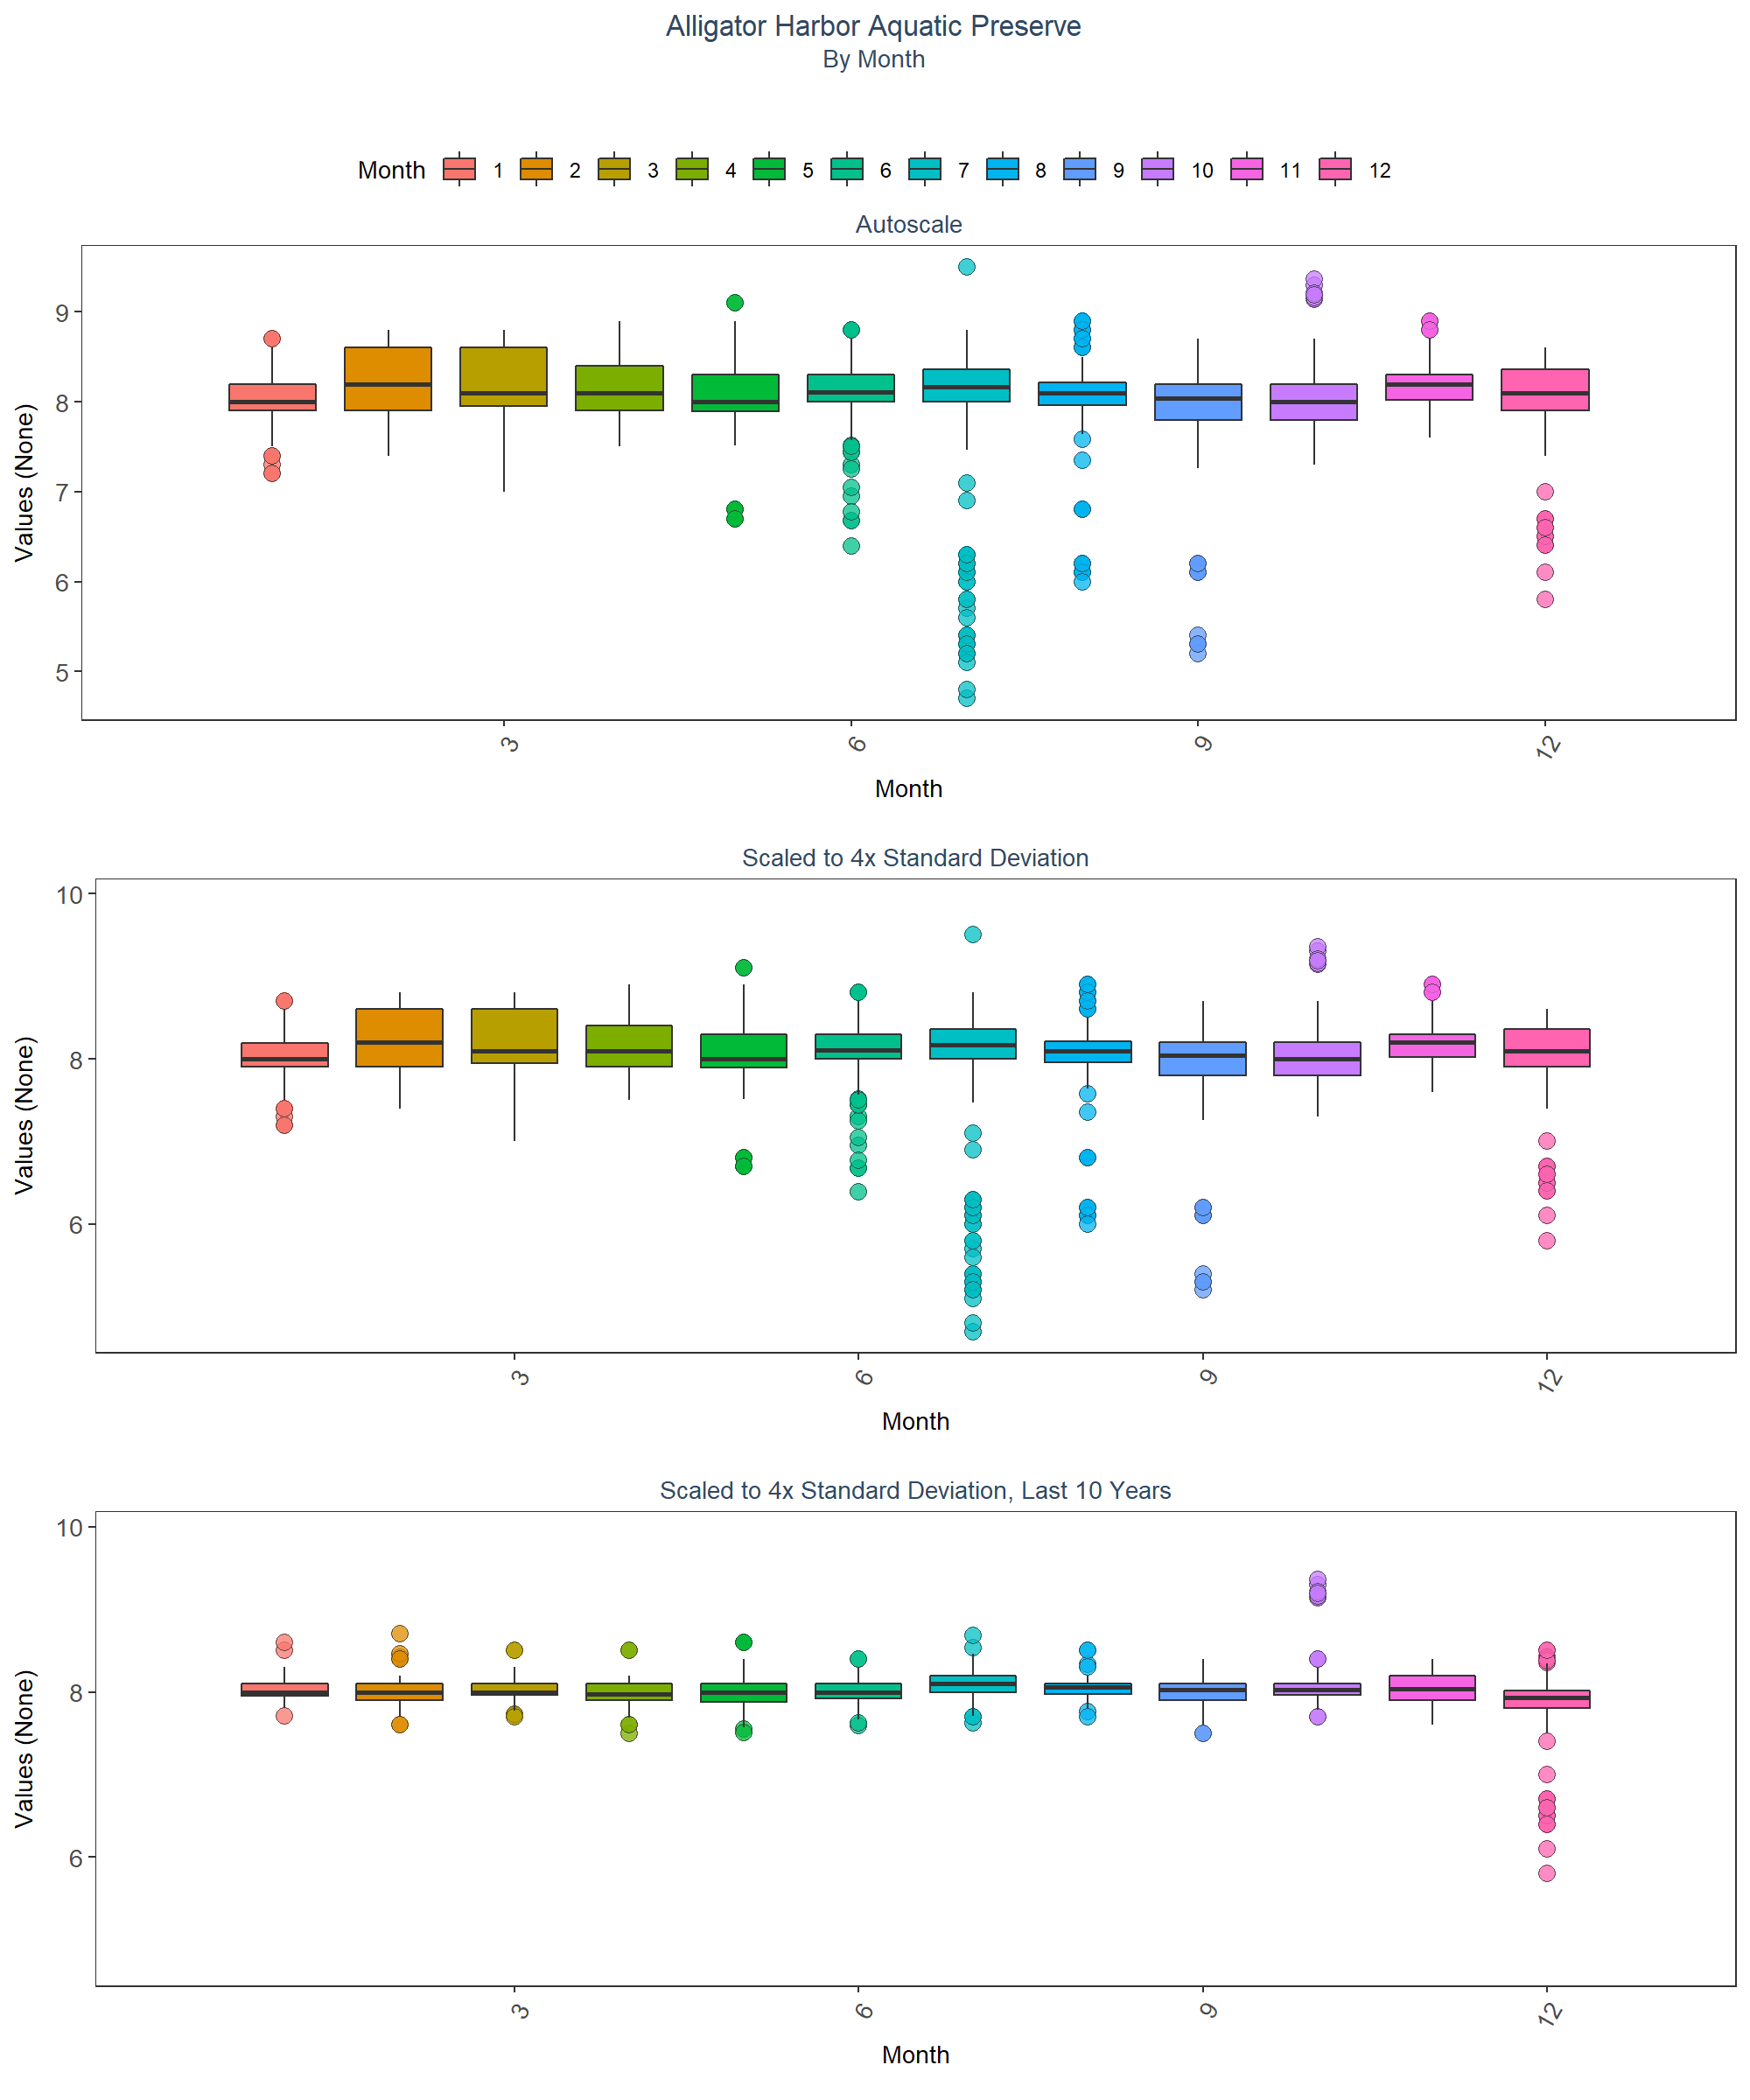 Alligator Harbor Aquatic Preserve
By Month
Month 1 2 3 4 5 6 7 8 9 10 11 12
Autoscale
9
8
7
6
5
Values (None)
3 6 9 12
Month
Scaled to 4x Standard Deviation
10
8
6
Values (None)
3 6 9 12
Month
Scaled to 4x Standard Deviation, Last 10 Years
10
8
6
Values (None)
3 6 9 12
Month